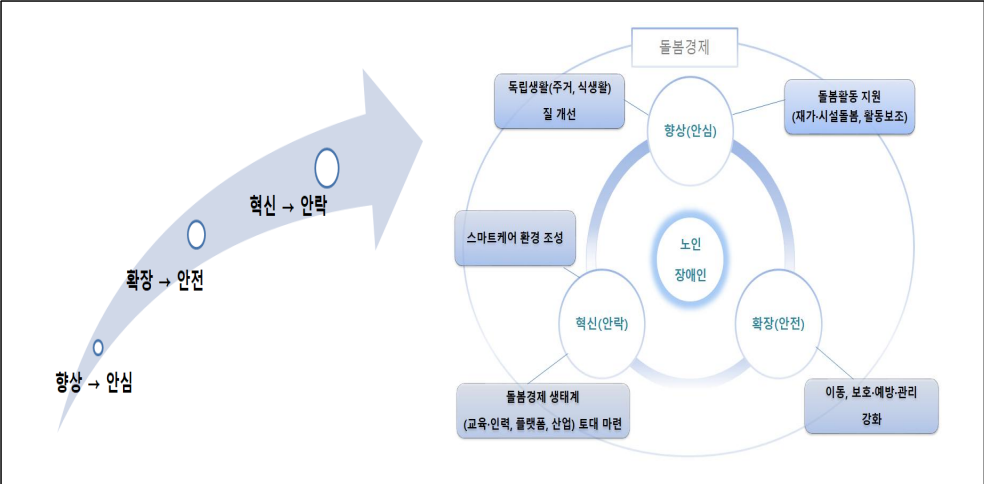 혁신 → 안락
확장 → 안전
향상 → 안심
돌봄경제
독립생활(주거, 식생활)
질 개선
돌봄활동 지원
(재가·시설돌봄, 활동보조)
향상(안심)
스마트케어 환경 조성
노인
장애인
혁신(안락)
확장(안전)
돌봄경제 생태계
(교육·인력, 플랫폼, 산업) 토대 마련
이동, 보호·예방·관리
강화